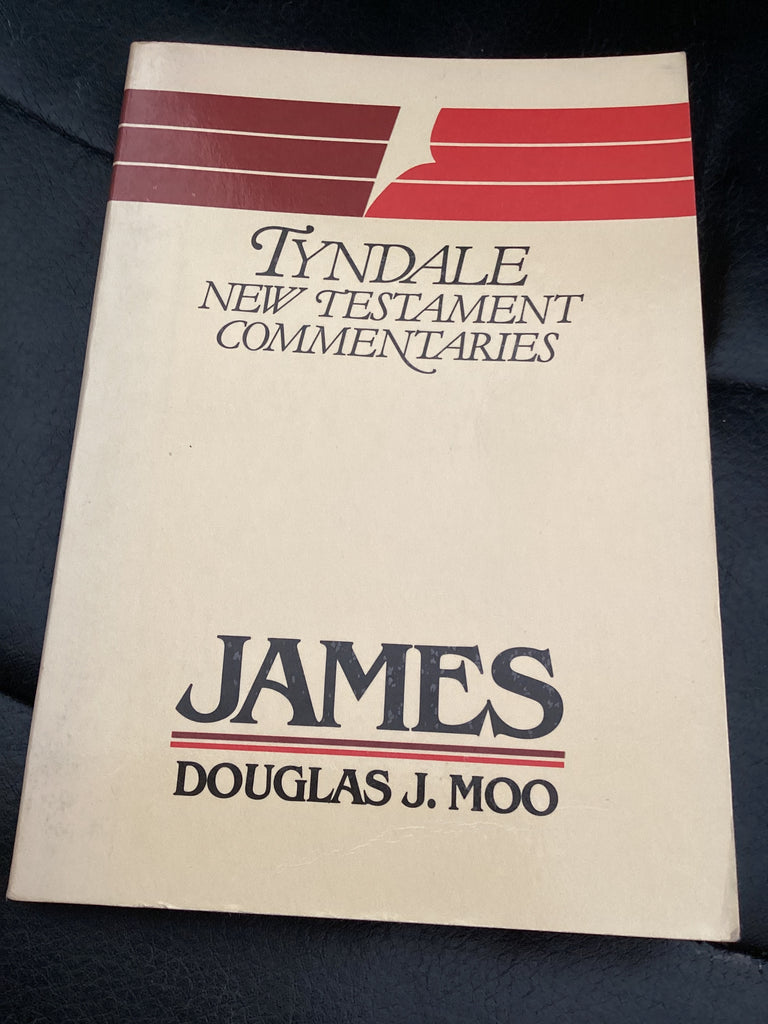 TYNDALE
NEW TESTAMENT
COMMENTARIES
JAMES
DOUGLAS J. MOO